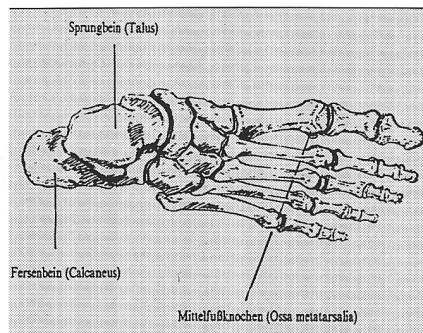 Sprungbein (Talus)
Fersenbein (Calcaneus)
Mittelfußknochen (Ossa metatarsalia)